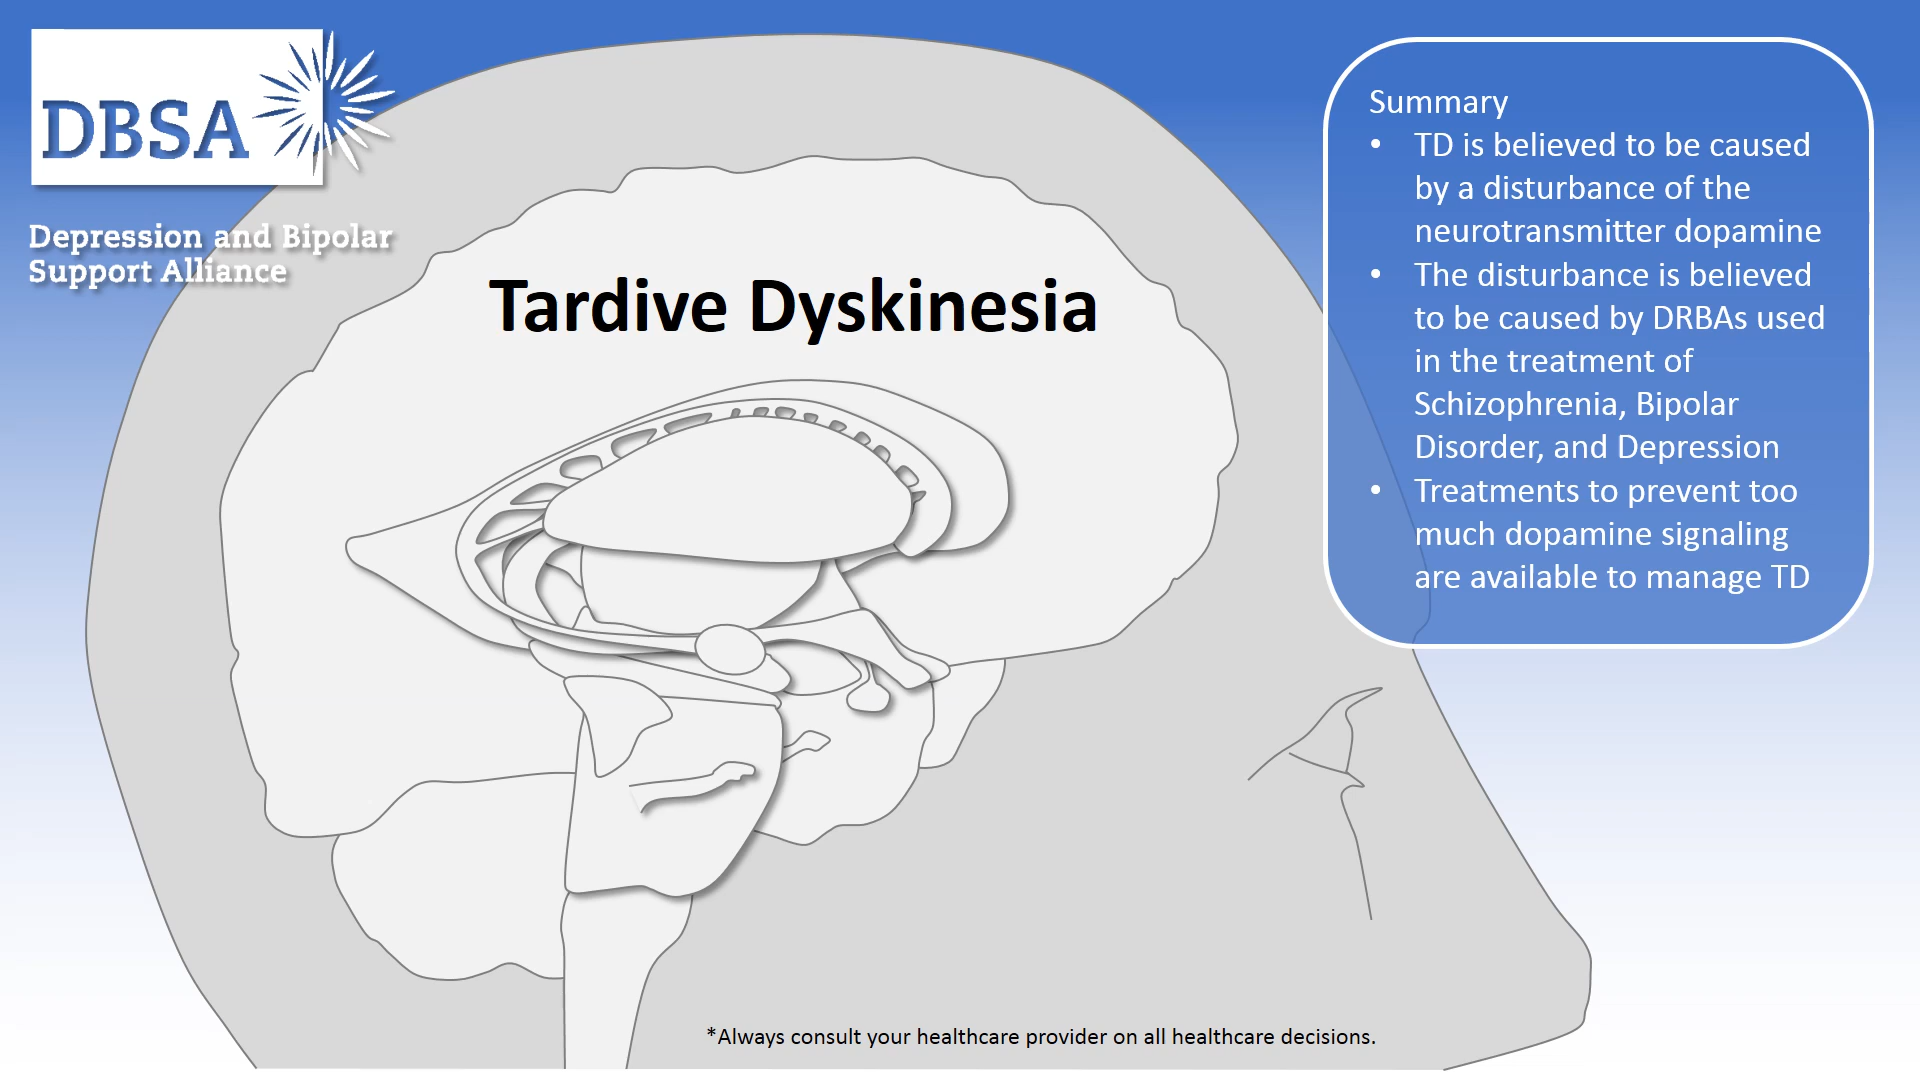 DBSA
Depression and Bipolar
Support Alliance
Tardive Dyskinesia
Summary
• TD is believed to be caused
by a disturbance of the
neurotransmitter dopamine
• The disturbance is believed
to be caused by DRBAs used
in the treatment of
Schizophrenia, Bipolar
Disorder, and Depression
• Treatments to prevent too
much dopamine signaling
are available to manage TD
*Always consult your healthcare provider on all healthcare decisions.